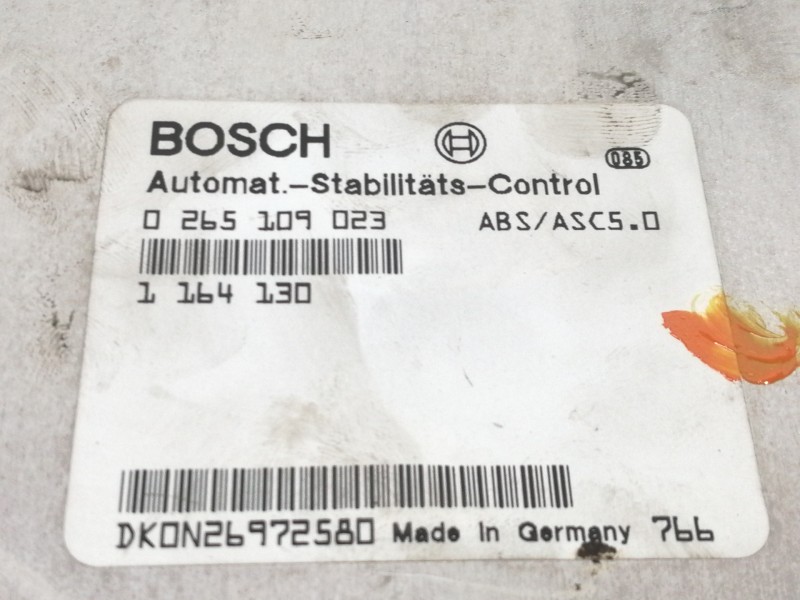 BOSCH
085
Automat.-Stabilitäts-Control
0 265 109 023 ABS/ASC5.0
1 164 130
DK0N26972580 Made In Germany 766